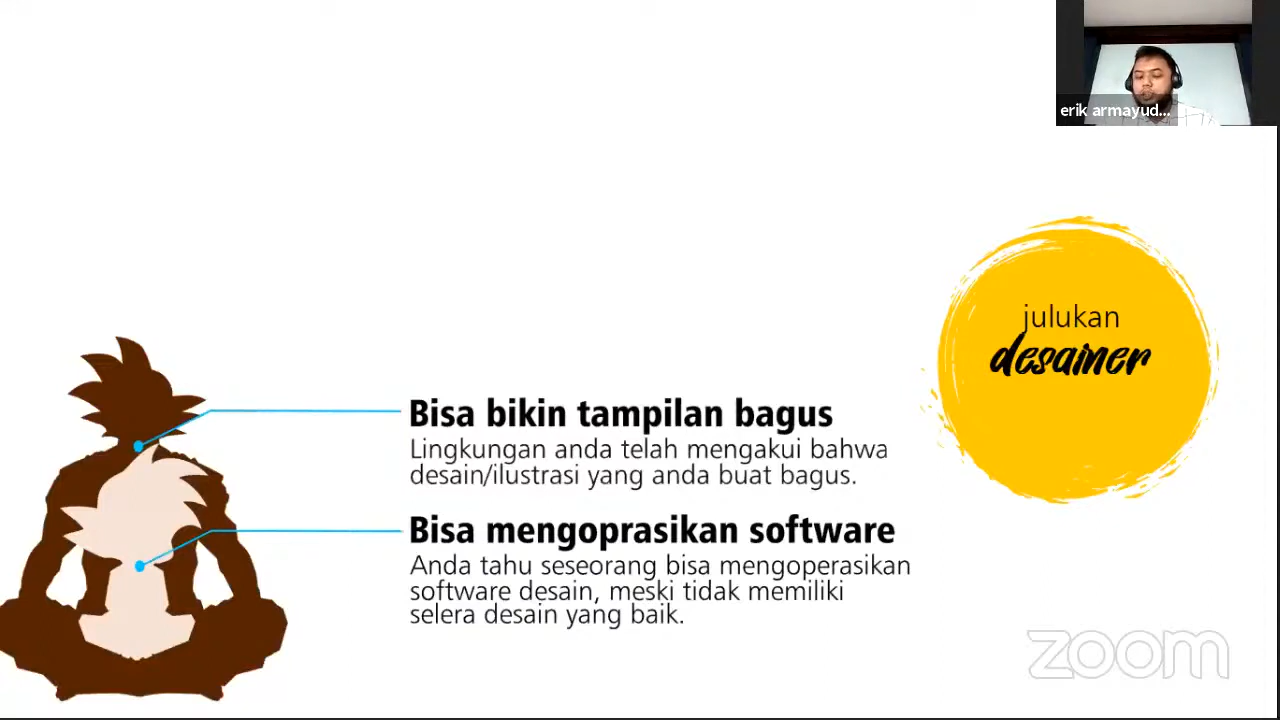 erik armayud...
julukan
desainer
Bisa bikin tampilan bagus
Lingkungan anda telah mengakui bahwa
desain/ilustrasi yang anda buat bagus.
Bisa mengoprasikan software
Anda tahu seseorang bisa mengoperasikan
software desain, meski tidak memiliki
selera desain yang baik.
zoom